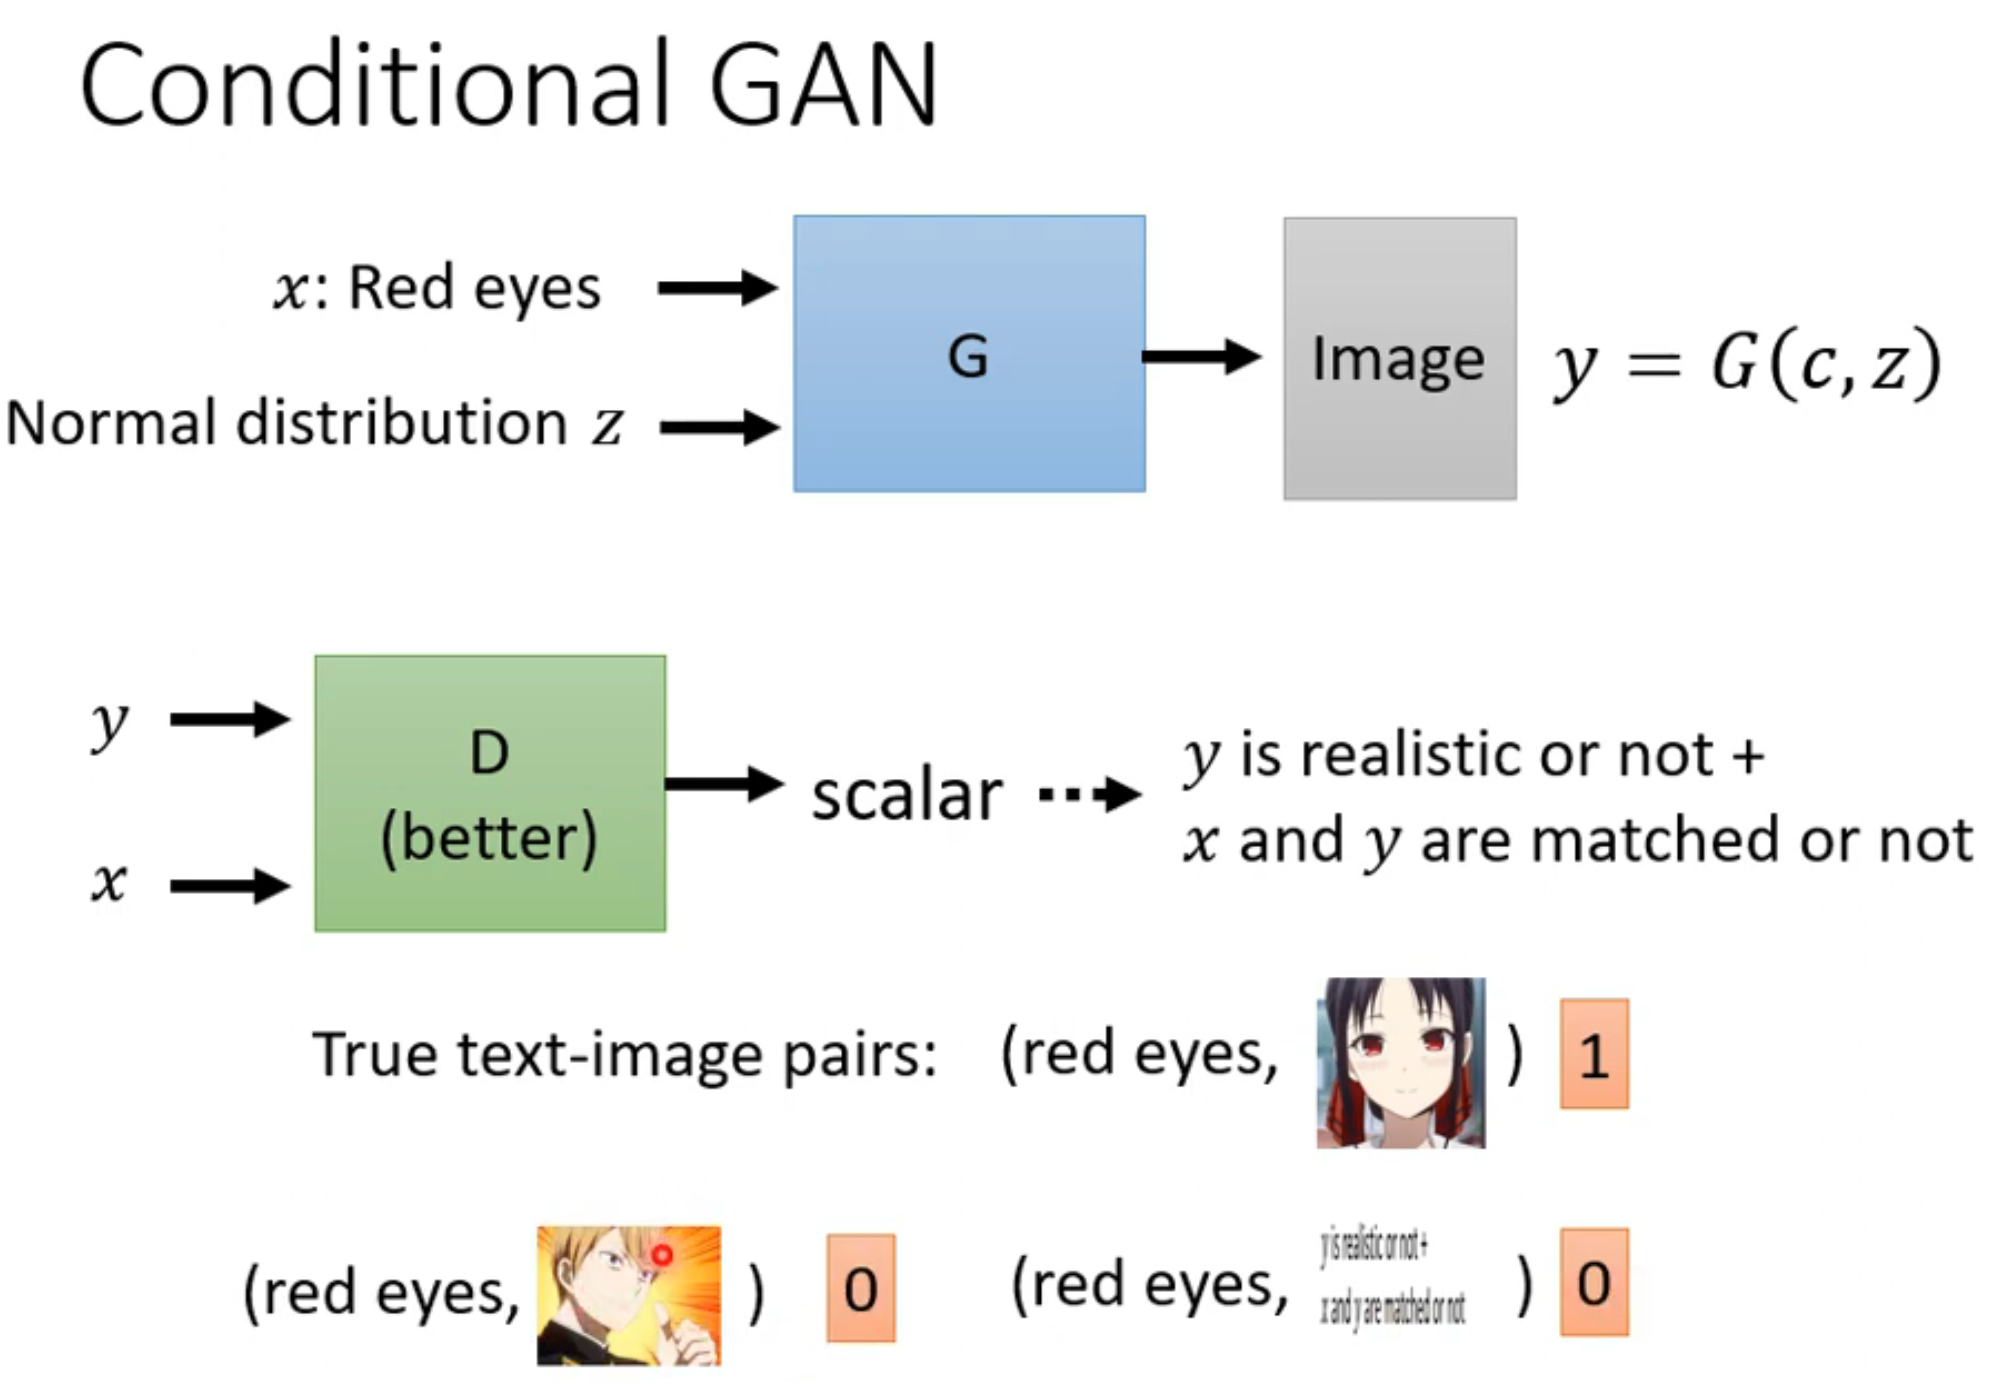 Conditional GAN
x: Red eyes
Normal distribution z
G
Image
y = G(c, z)
y
x
D
(better)
scalar
y is realistic or not +
x and y are matched or not
True text-image pairs: (red eyes, ) 1
(red eyes, ) 0
(red eyes, y is realistic or not +
x and y are matched or not ) 0